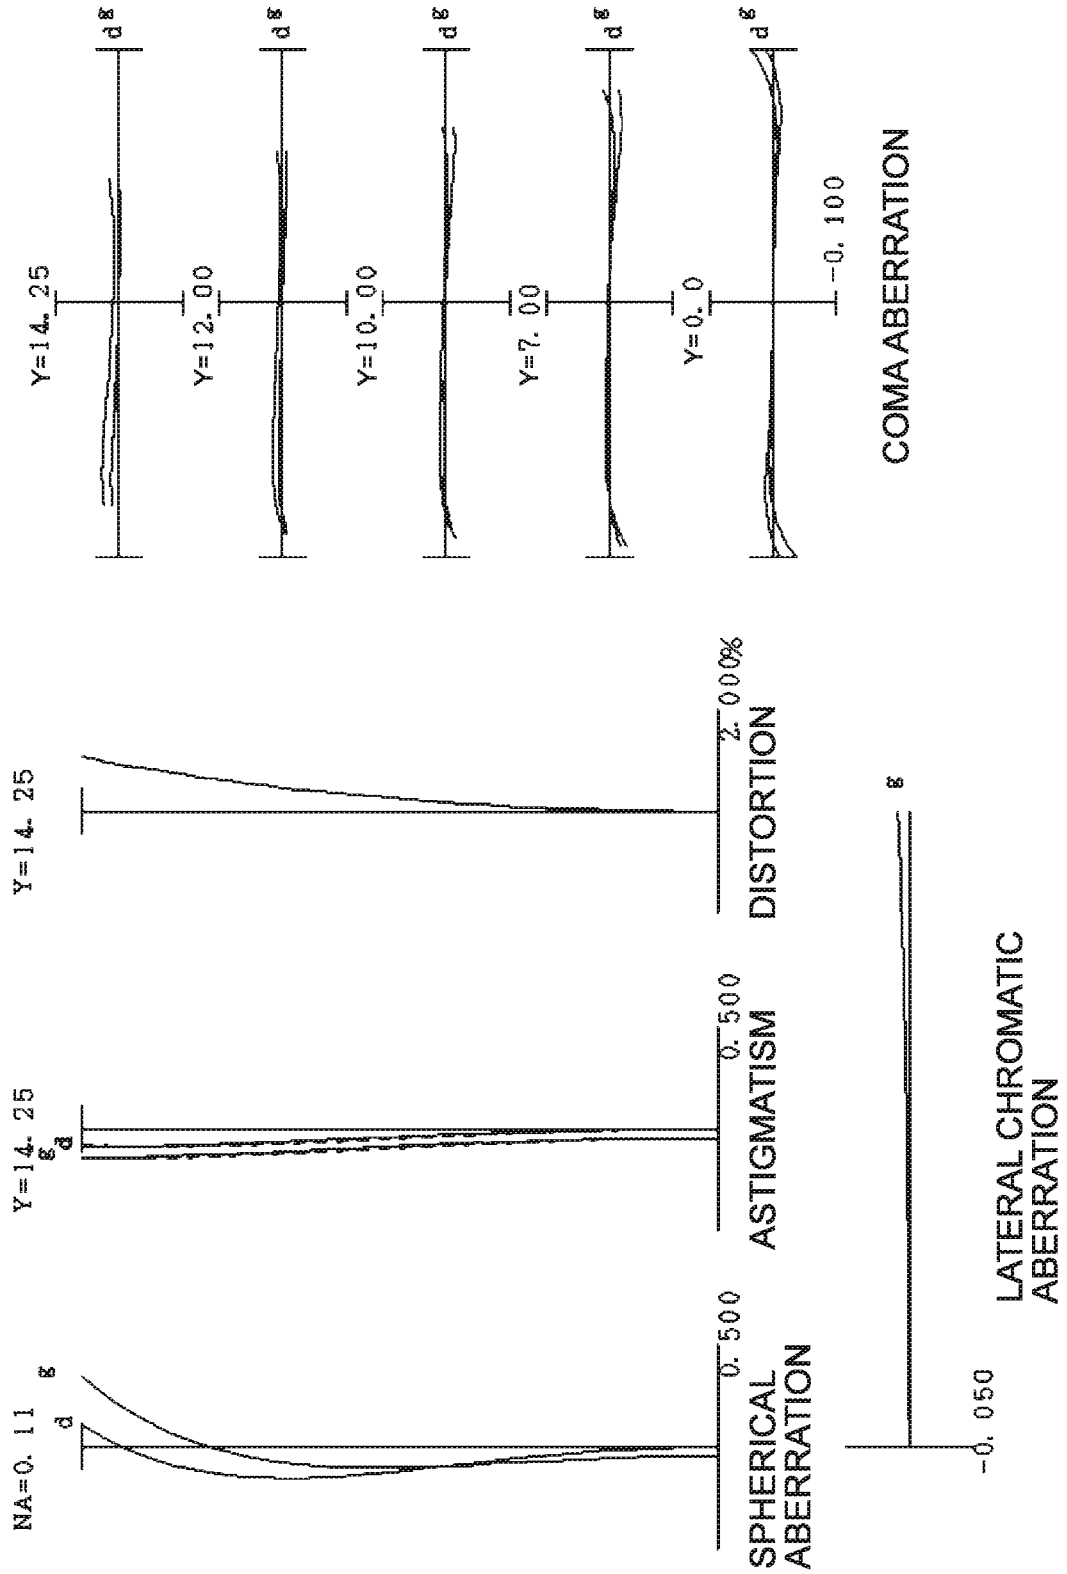 NA=0. 11
d
g
0. 500
SPHERICAL
ABERRATION
Y=14. 25
g
d
0. 500
ASTIGMATISM
Y=14. 25
2. 000%
DISTORTION
g
-0. 050
LATERAL CHROMATIC
ABERRATION
Y=14. 25
d g
Y=12. 00
d g
Y=10. 00
d g
Y=7. 00
d g
Y=0. 0
d g
-0. 100
COMA ABERRATION